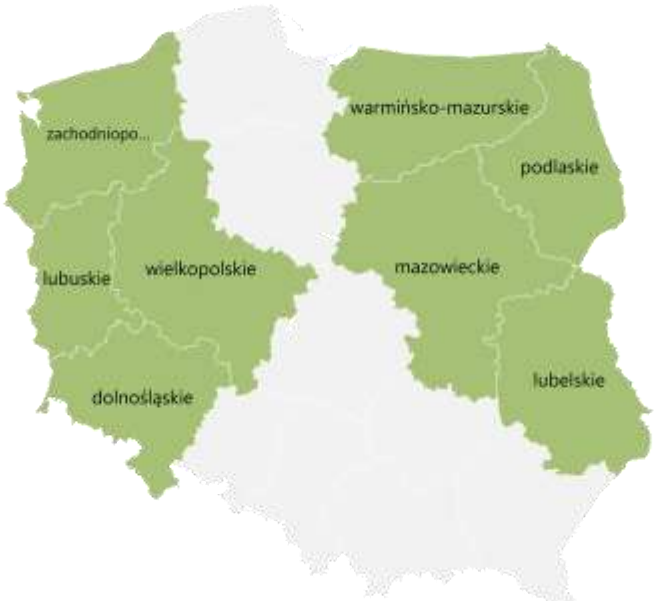 warmińsko-mazurskie
zachodniopo...
podlaskie
lubuskie
wielkopolskie
mazowieckie
lubelskie
dolnośląskie